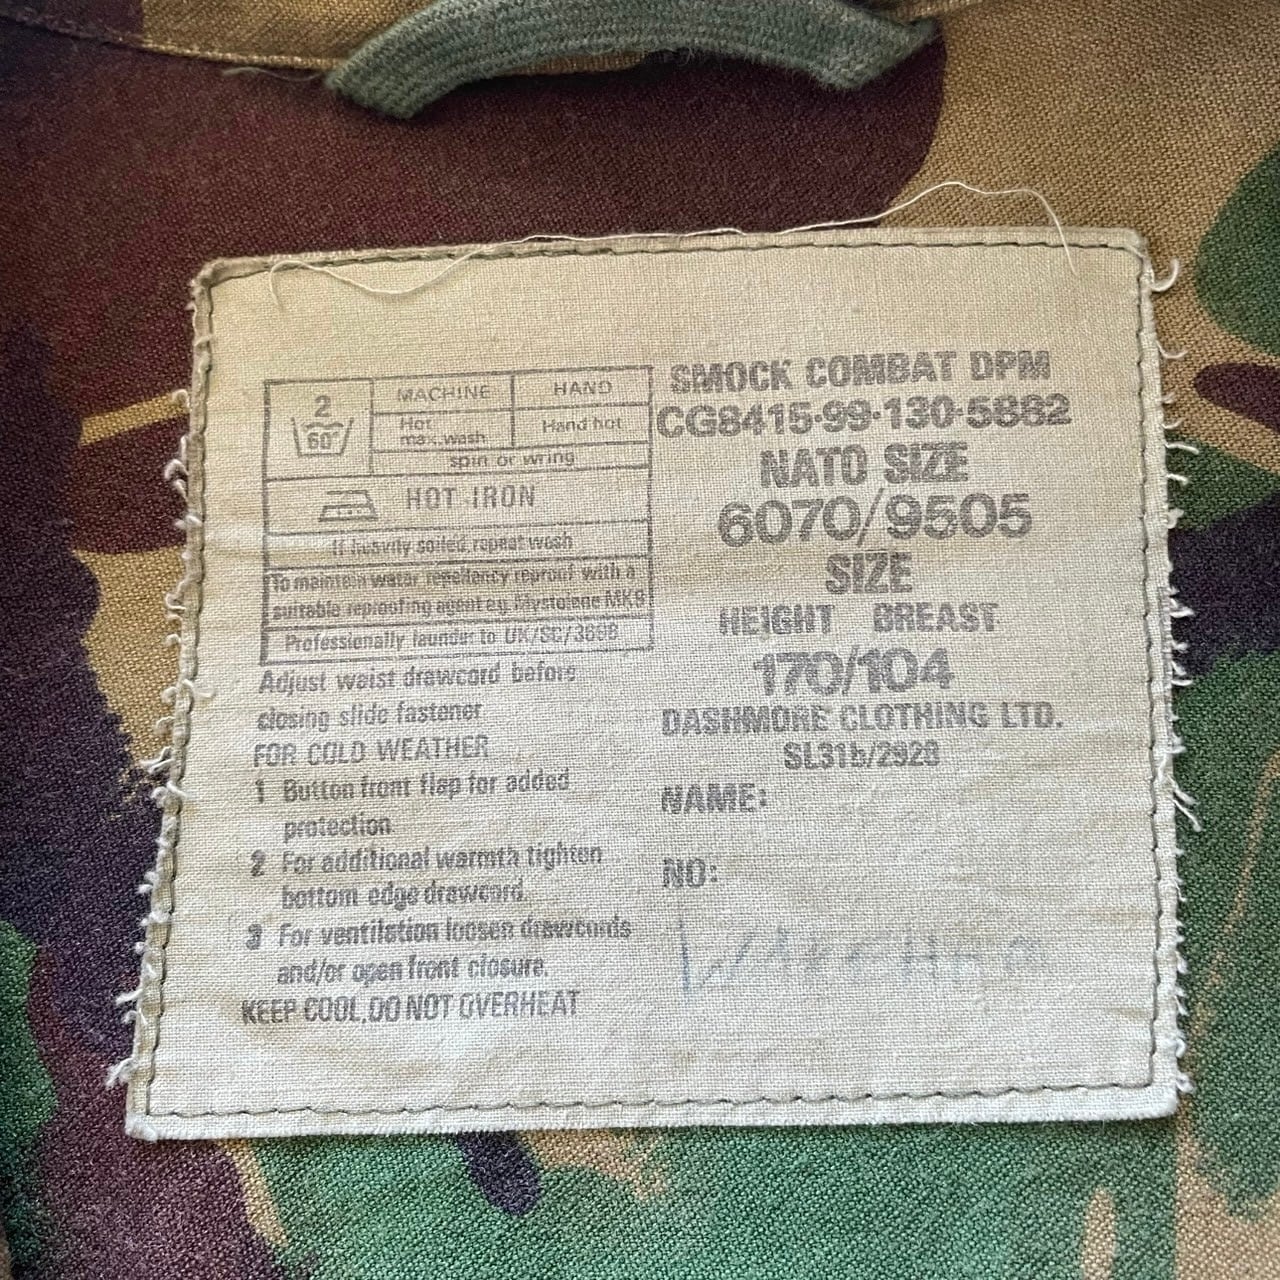 2
60°
MACHINE
HAND
Hot
max. wash
Hand hot
spin or wring
HOT IRON
If heavily soiled repeat wash
To maintain water repellency reproof with a
suitable reproofing agent eg. Mystolene MK9
Professionally launder to UK/SC/3698
Adjust waist drawcord before
closing slide fastener
FOR COLD WEATHER
1 Button front flap for added
protection.
2 For additional warmth tighten
bottom edge drawcord.
3 For ventilation loosen drawcords
and/or open front closure.
KEEP COOL, DO NOT OVERHEAT
SMOCK COMBAT DPM
CG8415·99·130·5882
NATO SIZE
6070/9505
SIZE
HEIGHT BREAST
170/104
DASHMORE CLOTHING LTD.
SL31b/2928
NAME:
NO: